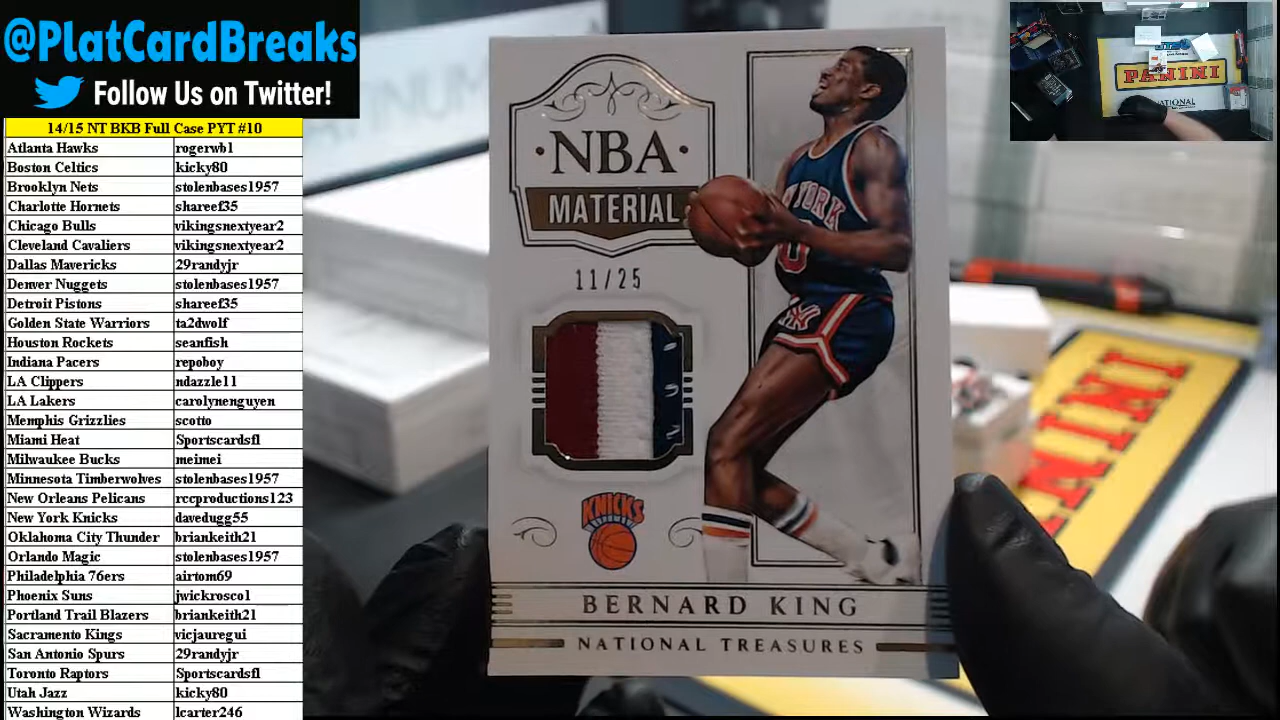 @PlatCardBreaks
Follow Us on Twitter!
14/15 NT BKB Full Case PYT #10
Atlanta Hawks rogerwb1
Boston Celtics kicky80
Brooklyn Nets stolenbases1957
Charlotte Hornets shareef35
Chicago Bulls vikingsnextyear2
Cleveland Cavaliers vikingsnextyear2
Dallas Mavericks 29randyjr
Denver Nuggets stolenbases1957
Detroit Pistons shareef35
Golden State Warriors ta2dwolf
Houston Rockets seanfish
Indiana Pacers repoboy
LA Clippers ndazzle11
LA Lakers carolynenguyen
Memphis Grizzlies scotto
Miami Heat Sportscardsfl
Milwaukee Bucks meimei
Minnesota Timberwolves stolenbases1957
New Orleans Pelicans rccproductions123
New York Knicks davedugg55
Oklahoma City Thunder briankeith21
Orlando Magic stolenbases1957
Philadelphia 76ers airtom69
Phoenix Suns jwickrosco1
Portland Trail Blazers briankeith21
Sacramento Kings vicjauregui
San Antonio Spurs 29randyjr
Toronto Raptors Sportscardsfl
Utah Jazz kicky80
Washington Wizards lcarter246
NBA
MATERIAL
11/25
KNICKS
BERNARD KING
NATIONAL TREASURES
PANINI
NATIONAL